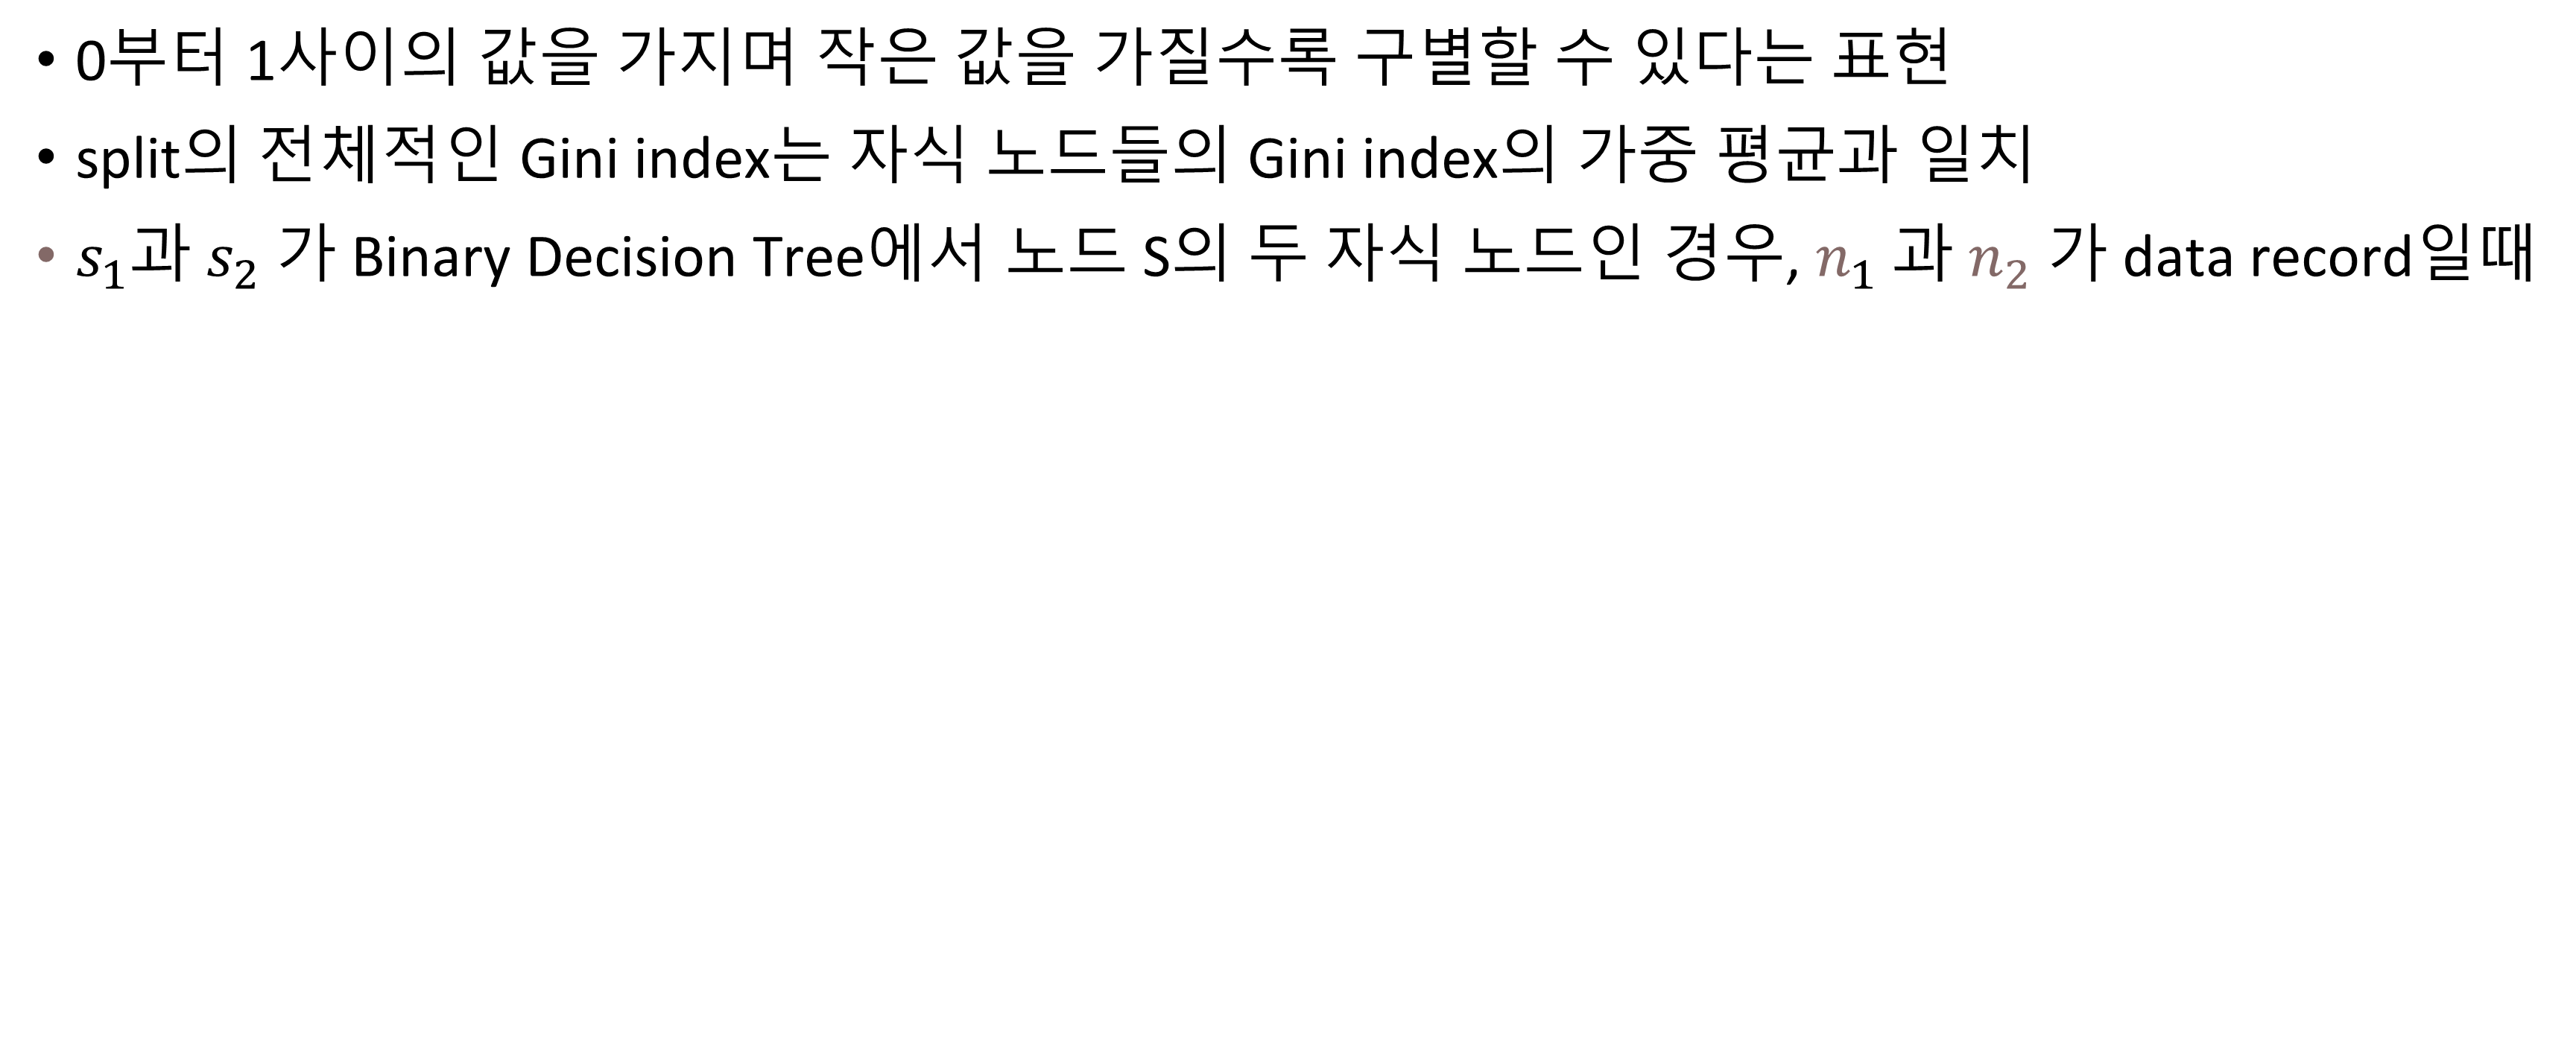 • 0부터 1사이의 값을 가지며 작은 값을 가질수록 구별할 수 있다는 표현
• split의 전체적인 Gini index는 자식 노드들의 Gini index의 가중 평균과 일치
• s₁과 s₂ 가 Binary Decision Tree에서 노드 S의 두 자식 노드인 경우, n₁ 과 n₂ 가 data record일때